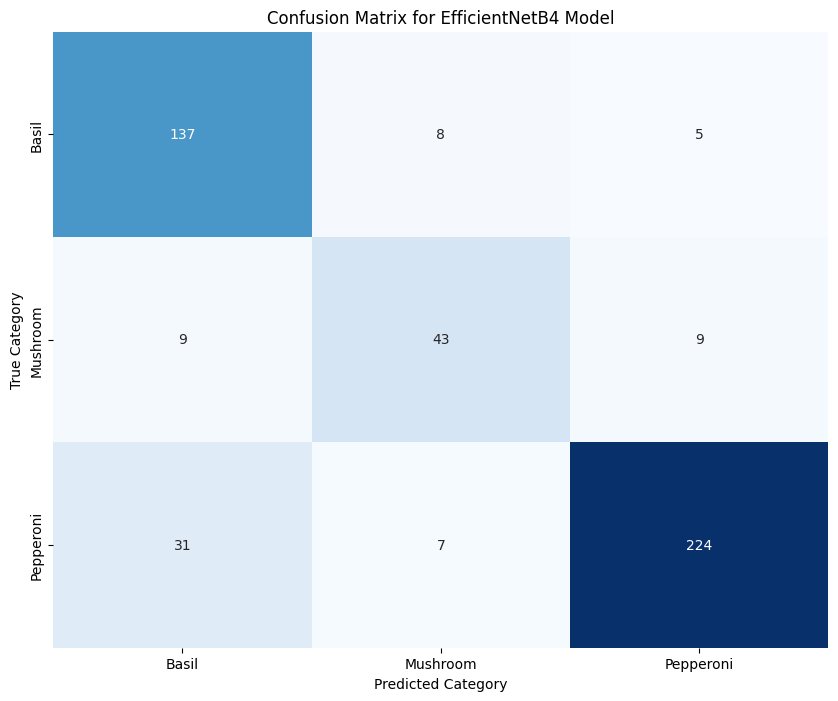 Confusion Matrix for EfficientNetB4 Model
True Category
Basil
137
8
5
Mushroom
9
43
9
Pepperoni
31
7
224
Basil
Mushroom
Pepperoni
Predicted Category